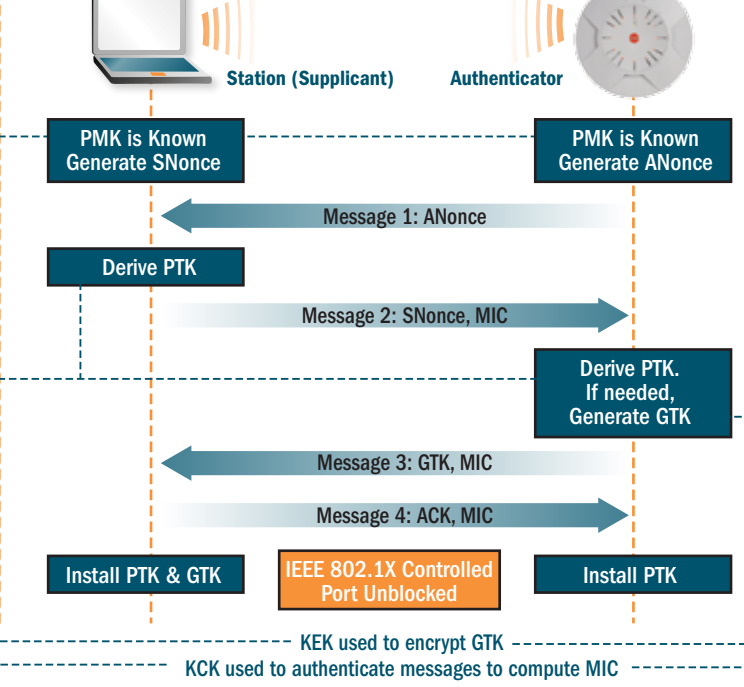 Station (Supplicant)
Authenticator
PMK is Known
Generate SNonce
PMK is Known
Generate ANonce
Message 1: ANonce
Derive PTK
Message 2: SNonce, MIC
Derive PTK.
If needed,
Generate GTK
Message 3: GTK, MIC
Message 4: ACK, MIC
Install PTK & GTK
IEEE 802.1X Controlled
Port Unblocked
Install PTK
KEK used to encrypt GTK
KCK used to authenticate messages to compute MIC